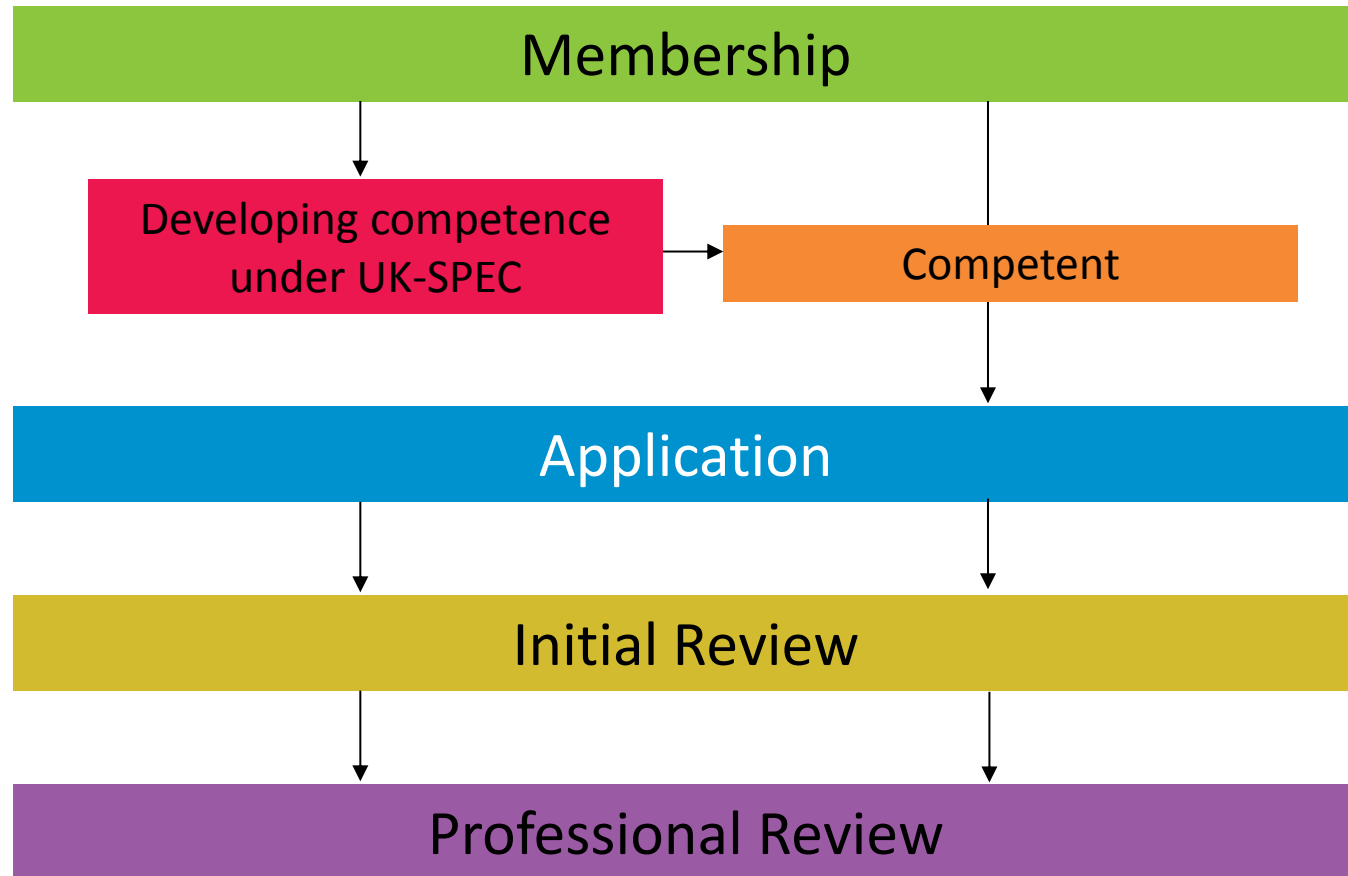 Membership
Developing competence
under UK-SPEC
Competent
Application
Initial Review
Professional Review